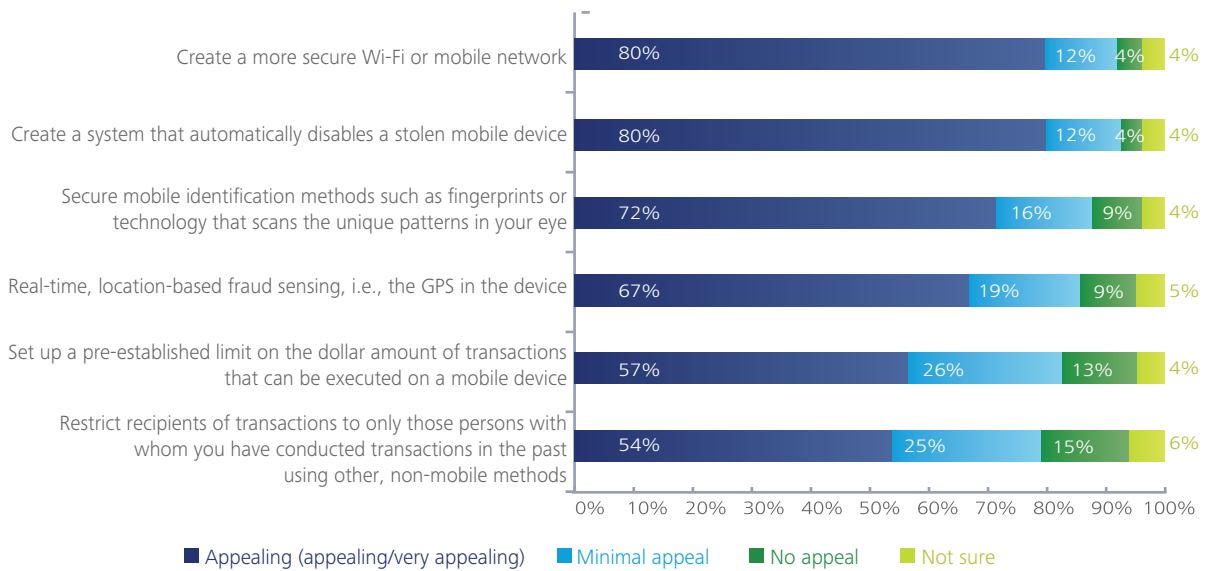 Create a more secure Wi-Fi or mobile network
80% 12% 4% 4%
Create a system that automatically disables a stolen mobile device
80% 12% 4% 4%
Secure mobile identification methods such as fingerprints or
technology that scans the unique patterns in your eye
72% 16% 9% 4%
Real-time, location-based fraud sensing, i.e., the GPS in the device
67% 19% 9% 5%
Set up a pre-established limit on the dollar amount of transactions
that can be executed on a mobile device
57% 26% 13% 4%
Restrict recipients of transactions to only those persons with
whom you have conducted transactions in the past
using other, non-mobile methods
54% 25% 15% 6%
0% 10% 20% 30% 40% 50% 60% 70% 80% 90% 100%
Appealing (appealing/very appealing) Minimal appeal No appeal Not sure